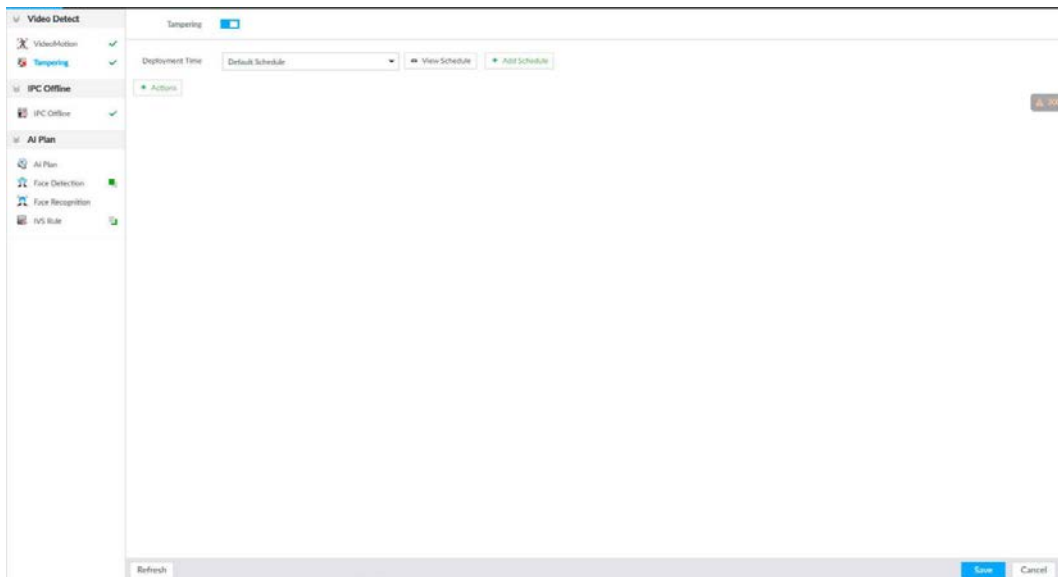 Video Detect
Tampering
VideoMotion
Tampering
Deployment Time Default Schedule View Schedule + Add Schedule
+ Actions
IPC Offline
IPC Offline
AI Plan
AI Plan
Face Detection
Face Recognition
IVS Rule
Refresh Save Cancel